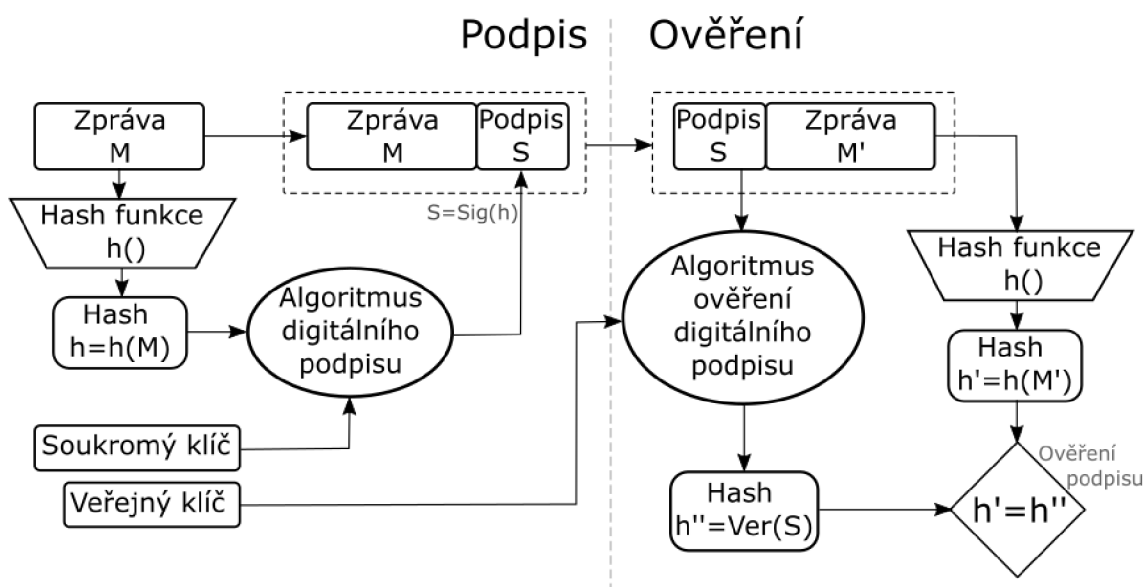 Podpis
Ověření
Zpráva
M
Zpráva
M
Podpis
S
Podpis
S
Zpráva
M'
Hash funkce
h()
S=Sig(h)
Algoritmus
ověření
digitálního
podpisu
Hash funkce
h()
Hash
h=h(M)
Algoritmus
digitálního
podpisu
Hash
h'=h(M')
Soukromý klíč
Veřejný klíč
Hash
h''=Ver(S)
Ověření
podpisu
h'=h''